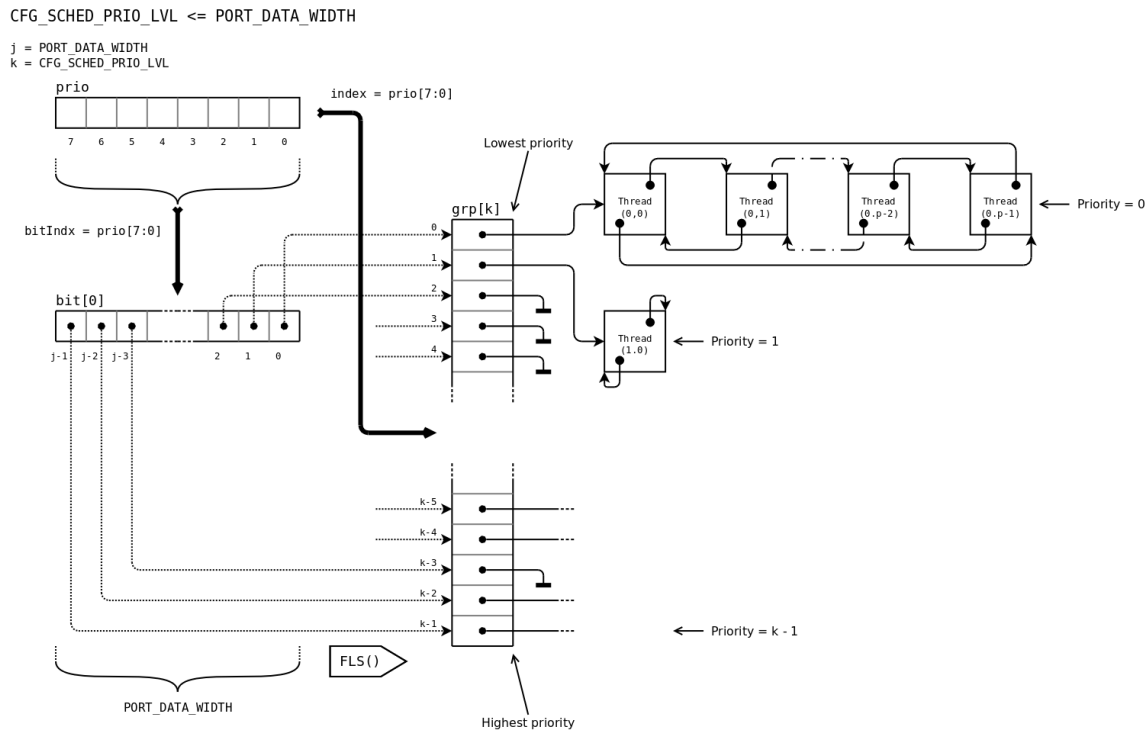 CFG_SCHED_PRIO_LVL <= PORT_DATA_WIDTH
j = PORT_DATA_WIDTH
k = CFG_SCHED_PRIO_LVL
prio
index = prio[7:0]
7 6 5 4 3 2 1 0
Lowest priority
Thread
(0,0)
Thread
(0,1)
Thread
(0.p-2)
Thread
(0.p-1)
Priority = 0
grp[k]
bitIndx = prio[7:0]
0
1
2
3
4
bit[0]
j-1 j-2 j-3 2 1 0
Thread
(1.0)
Priority = 1
k-5
k-4
k-3
k-2
k-1
Priority = k - 1
FLS()
PORT_DATA_WIDTH
Highest priority